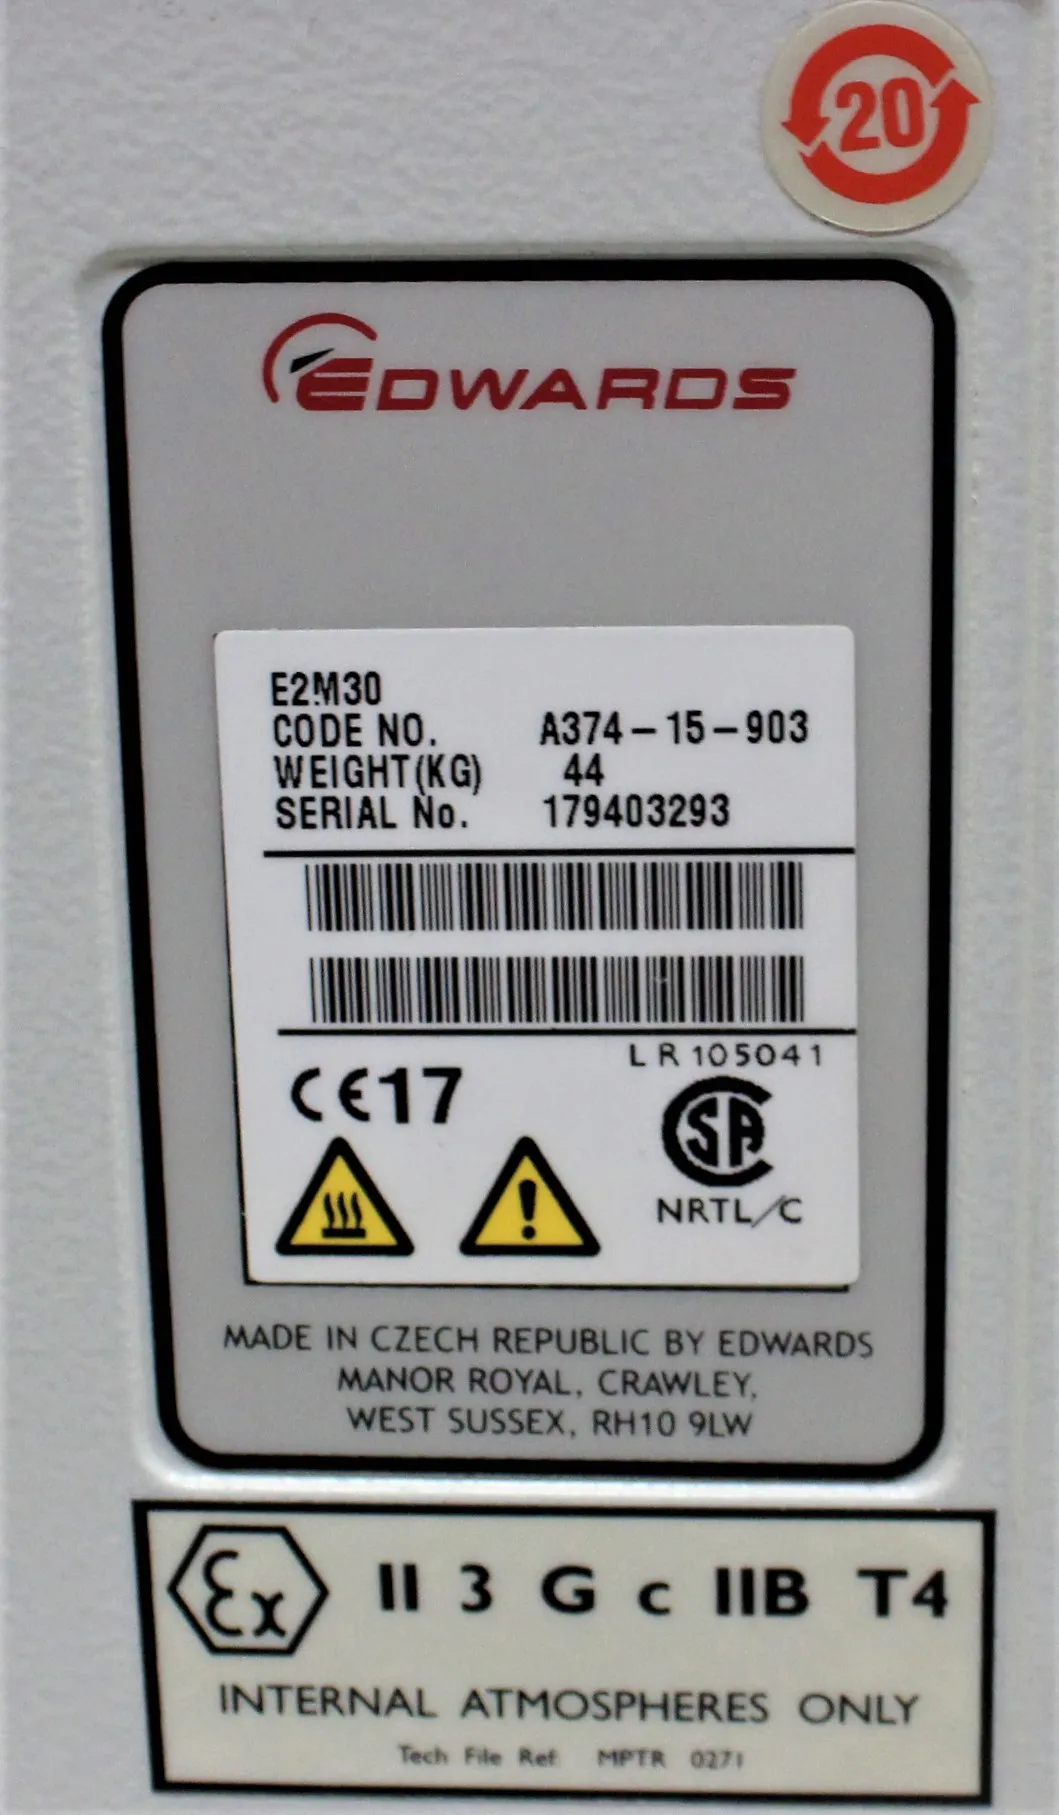 20
EDWARDS
E2M30
CODE NO. A374-15-903
WEIGHT(KG) 44
SERIAL No. 179403293
LR105041
CE17
SA
NRTL/C
MADE IN CZECH REPUBLIC BY EDWARDS
MANOR ROYAL, CRAWLEY,
WEST SUSSEX, RH10 9LW
Ex II 3 G c IIB T4
INTERNAL ATMOSPHERES ONLY
Tech File Ref: MPTR 0271